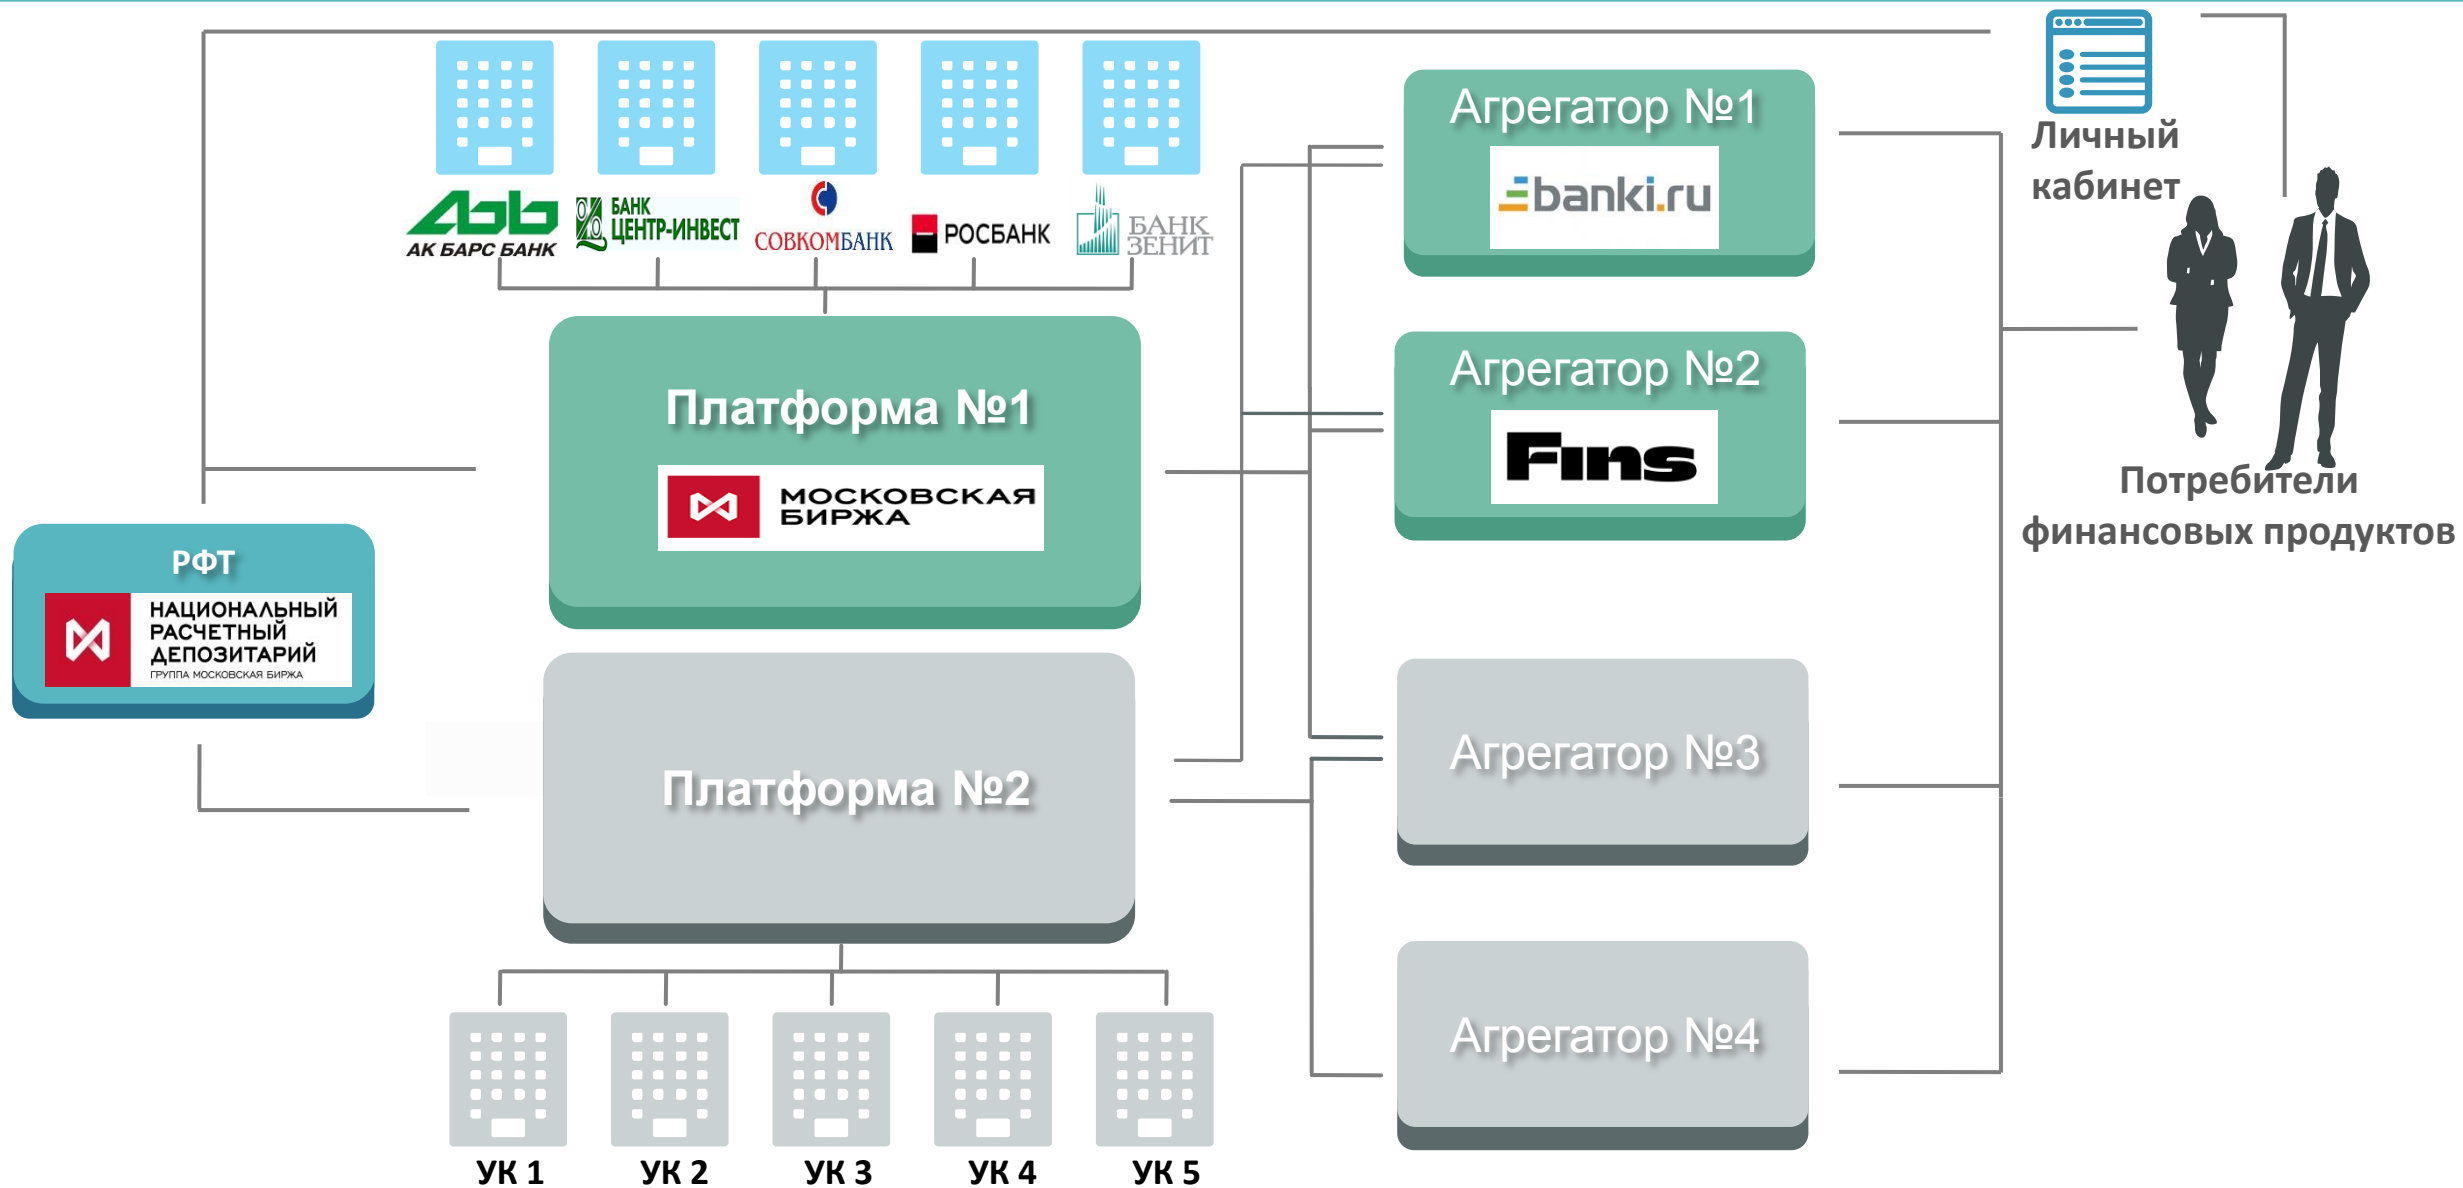 Личный
кабинет
АК БАРС БАНК
БАНК
ЦЕНТР-ИНВЕСТ
СОВКОМБАНК
РОСБАНК
БАНК
ЗЕНИТ
Агрегатор №1
banki.ru
Платформа №1
МОСКОВСКАЯ
БИРЖА
Агрегатор №2
Fins
Потребители
финансовых продуктов
РФТ
НАЦИОНАЛЬНЫЙ
РАСЧЕТНЫЙ
ДЕПОЗИТАРИЙ
ГРУППА МОСКОВСКАЯ БИРЖА
Платформа №2
Агрегатор №3
Агрегатор №4
УК 1
УК 2
УК 3
УК 4
УК 5